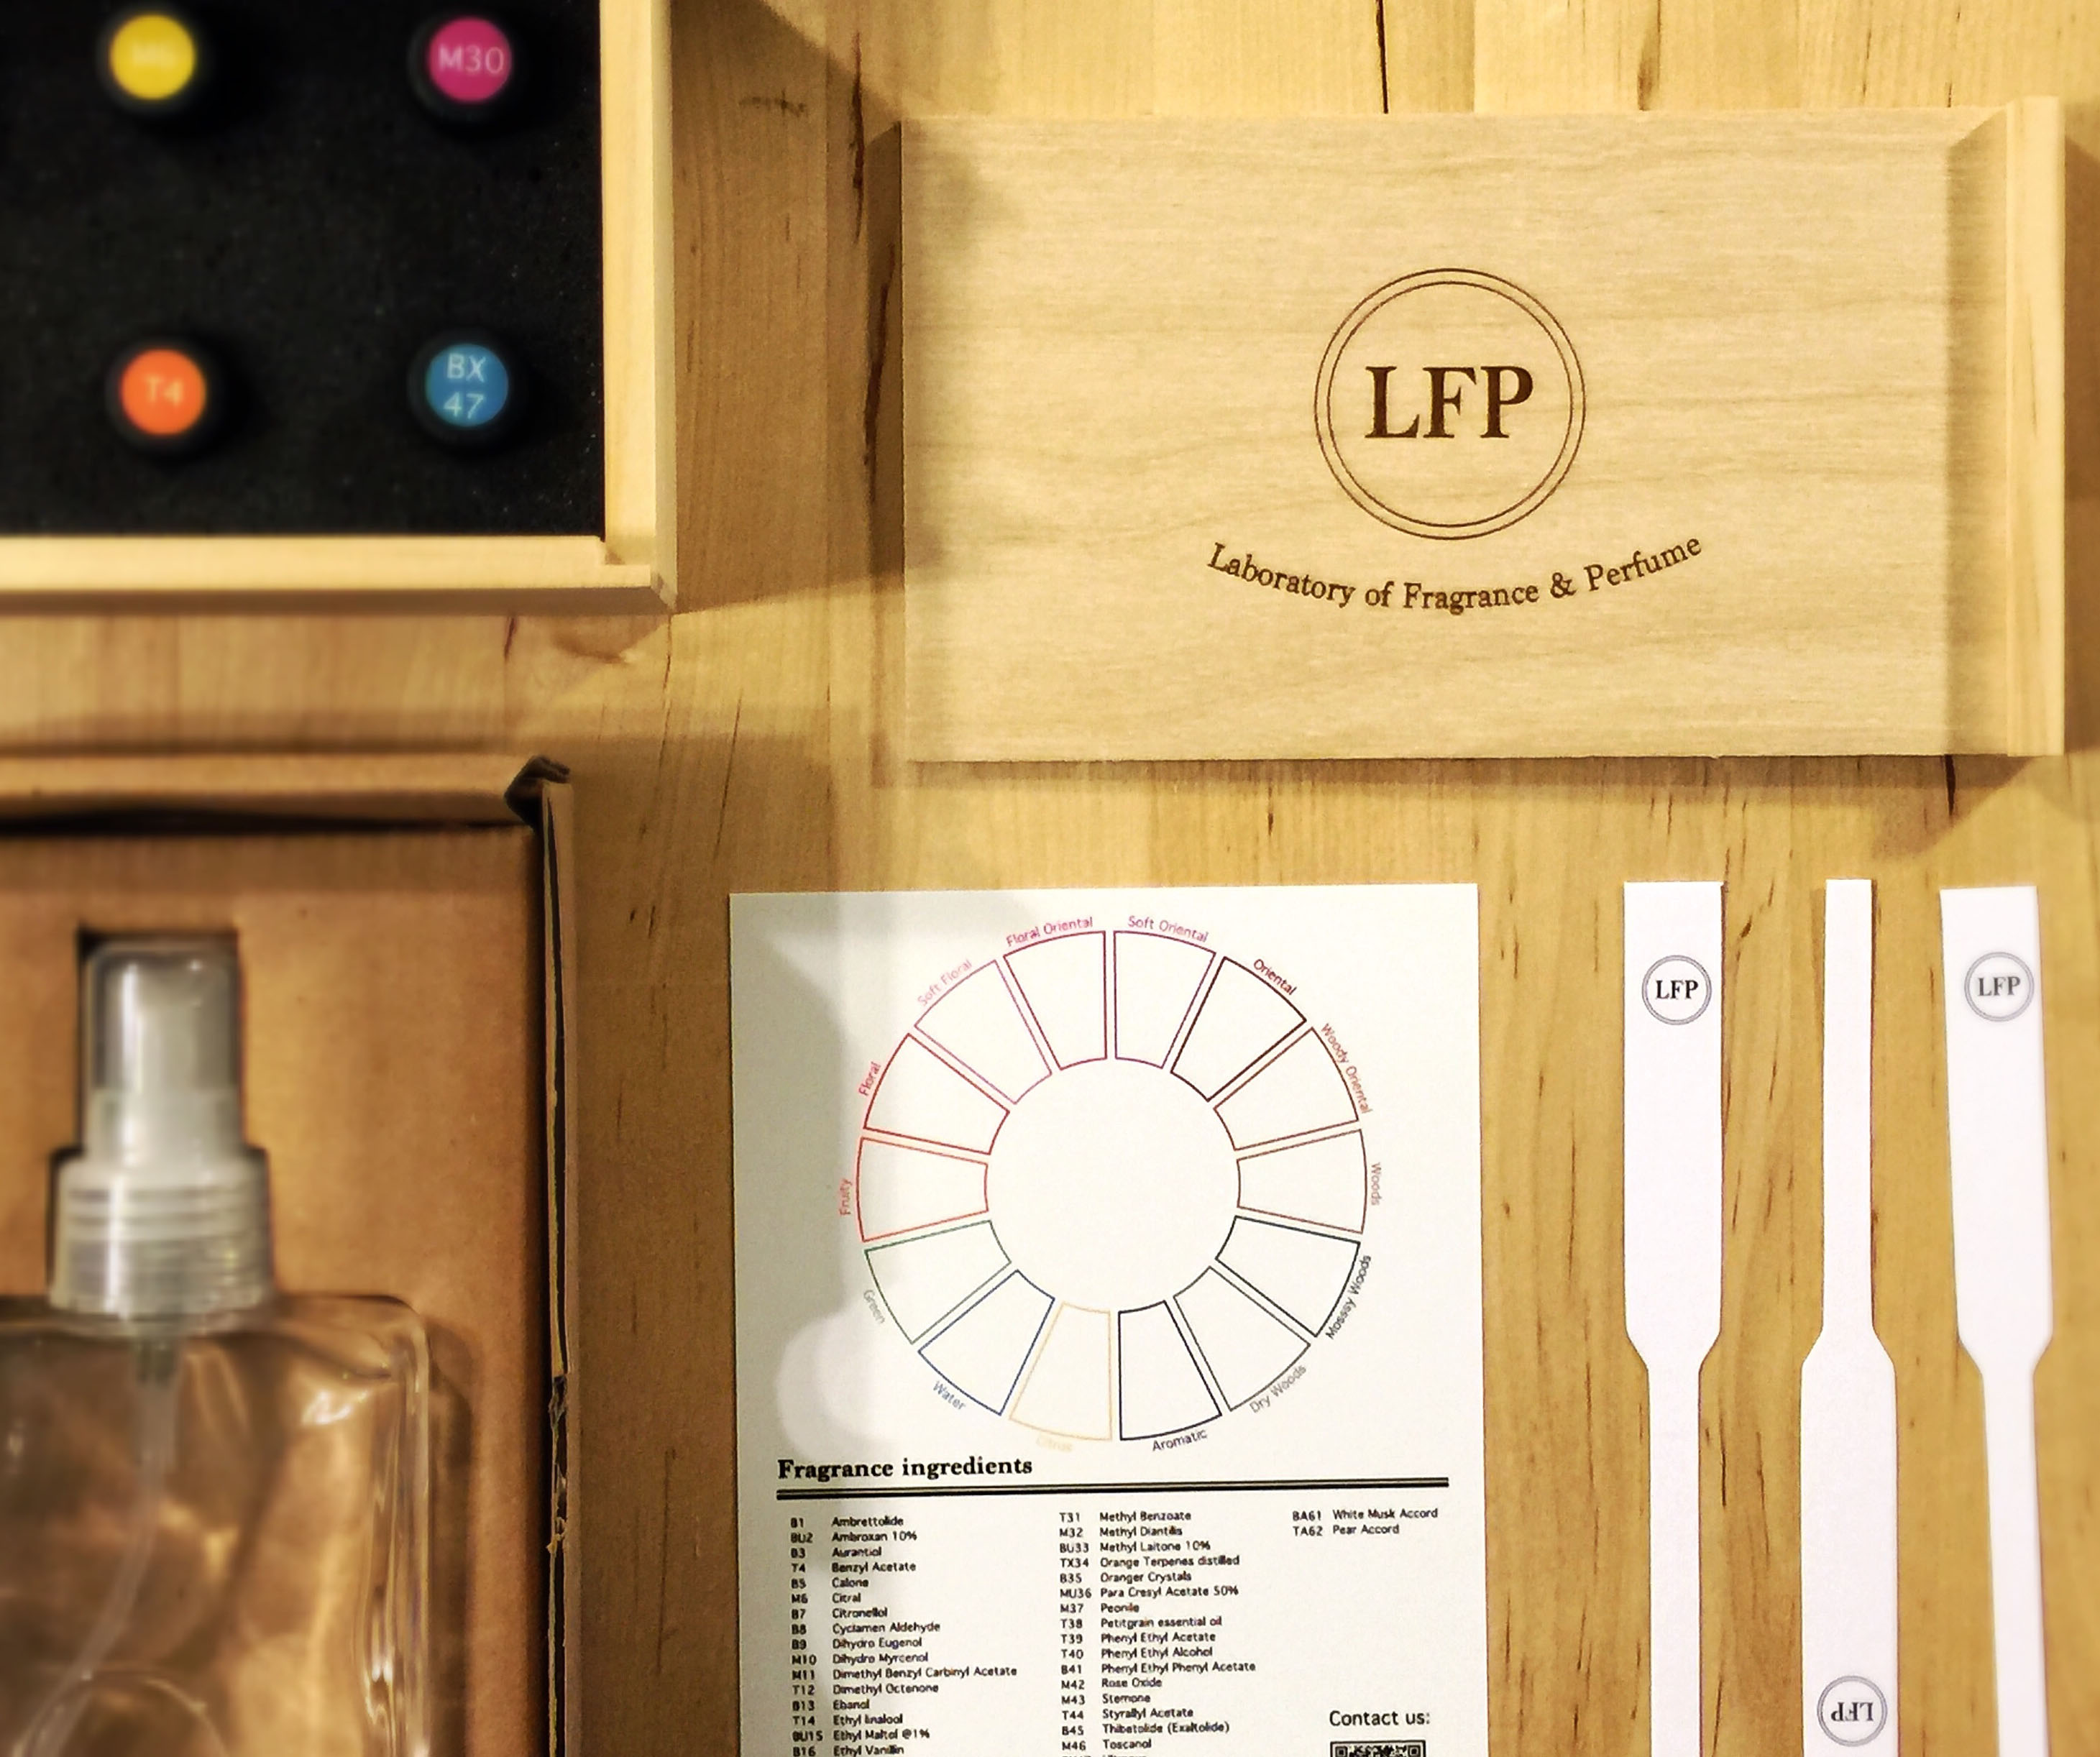 M30
T4
BX
47
LFP
Laboratory of Fragrance & Perfume
LFP
LFP
LFP
Floral Oriental
Soft Oriental
Soft Floral
Oriental
Floral
Woody Oriental
Fruity
Woods
Green
Mossy Woods
Water
Dry Woods
Citrus
Aromatic
Fragrance ingredients
B1 Ambrettolide
BU2 Ambroxan 10%
B3 Aurantiol
T4 Benzyl Acetate
B5 Calone
M6 Citral
B7 Citronellol
B8 Cyclamen Aldehyde
B9 Dihydro Eugenol
M10 Dihydro Myrcenol
M11 Dimethyl Benzyl Carbinyl Acetate
T12 Dimethyl Octenone
B13 Ebanol
T14 Ethyl linalool
BU15 Ethyl Maltol @1%
B16 Ethyl Vanillin
T31 Methyl Benzoate
M32 Methyl Diantilis
BU33 Methyl Laitone 10%
TX34 Orange Terpenes distilled
B35 Oranger Crystals
MU36 Para Cresyl Acetate 50%
M37 Peonile
T38 Petitgrain essential oil
T39 Phenyl Ethyl Acetate
T40 Phenyl Ethyl Alcohol
B41 Phenyl Ethyl Phenyl Acetate
M42 Rose Oxide
M43 Stemone
T44 Styrallyl Acetate
B45 Thibetolide (Exaltolide)
M46 Toscanol
BA61 White Musk Accord
TA62 Pear Accord
Contact us: